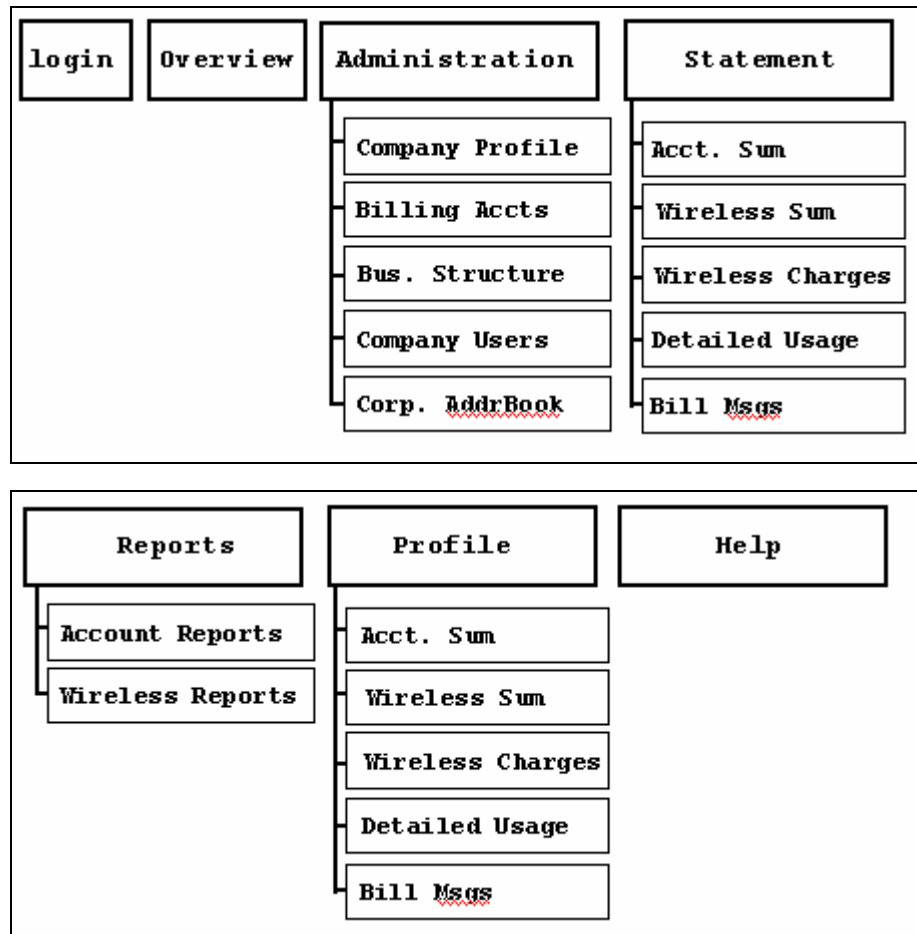 login
Overview
Administration
Statement
Company Profile
Billing Accts
Bus. Structure
Company Users
Corp. AddrBook
Acct. Sum
Wireless Sum
Wireless Charges
Detailed Usage
Bill Msgs
Reports
Profile
Help
Account Reports
Wireless Reports
Acct. Sum
Wireless Sum
Wireless Charges
Detailed Usage
Bill Msgs